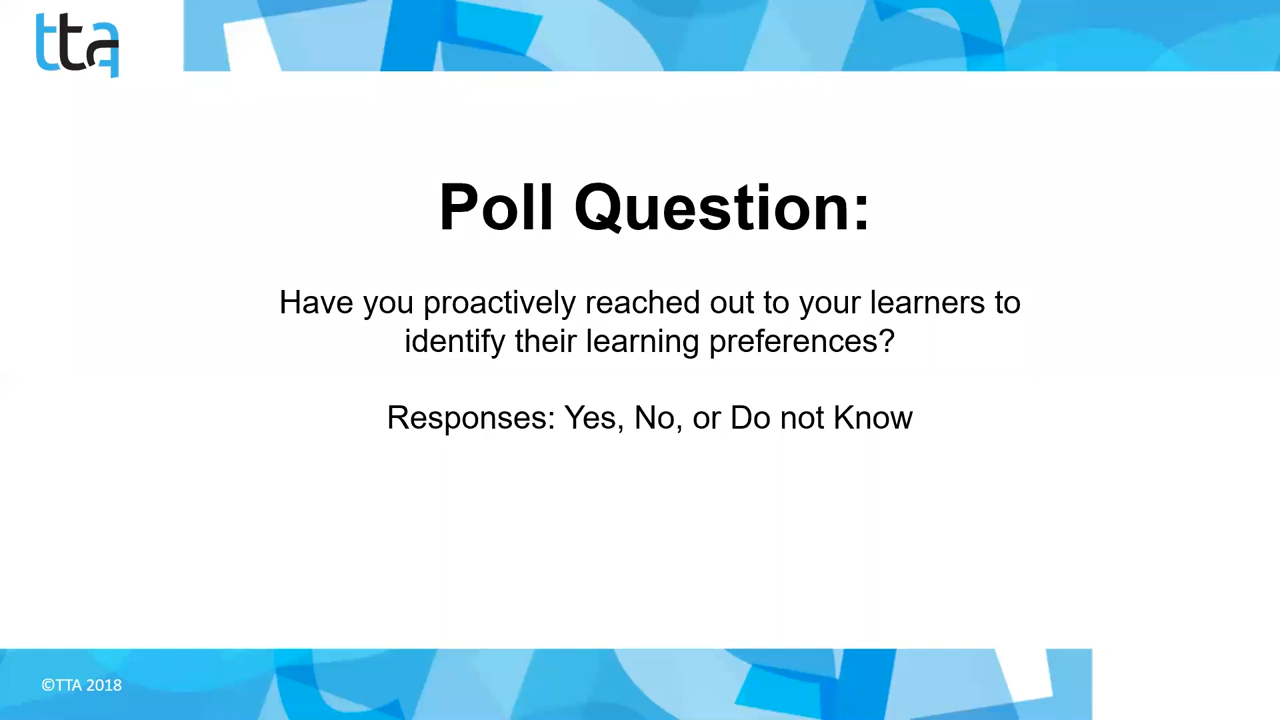 tta
Poll Question:
Have you proactively reached out to your learners to
identify their learning preferences?
Responses: Yes, No, or Do not Know
©TTA 2018